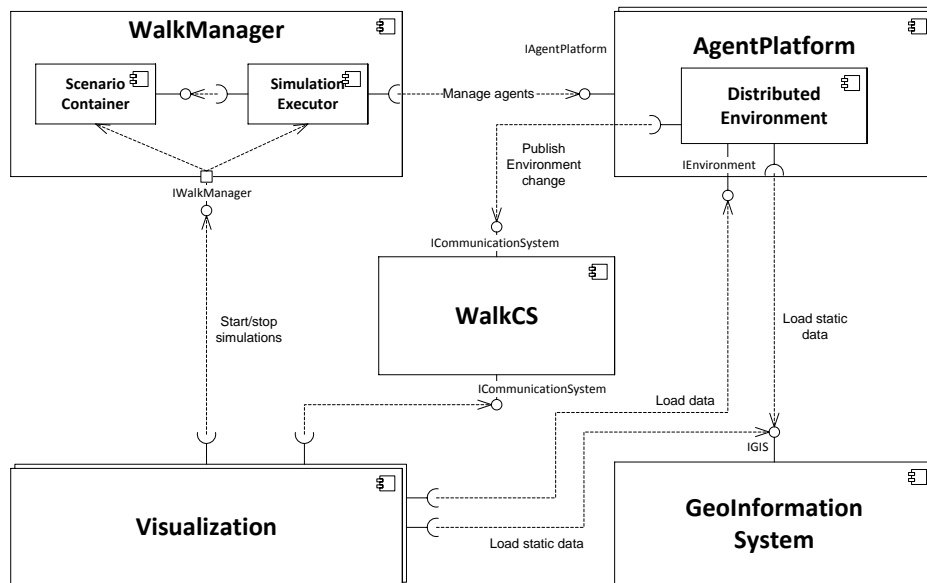 WalkManager
Scenario
Container
Simulation
Executor
Manage agents
IAgentPlatform
AgentPlatform
Distributed
Environment
IEnvironment
Publish
Environment
change
IWalkManager
ICommunicationSystem
WalkCS
ICommunicationSystem
Start/stop
simulations
Load static
data
Load data
IGIS
Visualization
Load static data
GeoInformation
System